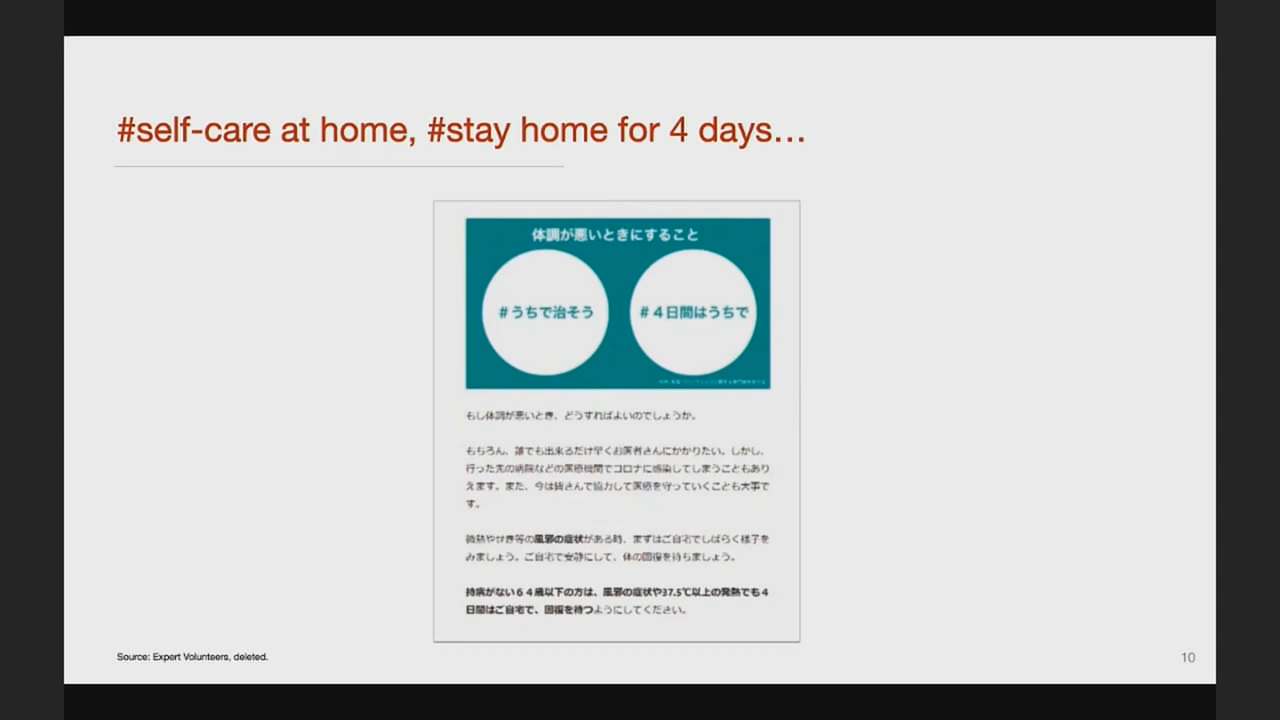 #self-care at home, #stay home for 4 days…
体調が悪いときにすること
#うちで治そう
#４日間はうちで
もし体調が悪いとき、どうすればよいのでしょうか。
もちろん、誰でも出来るだけ早くお医者さんにかかりたい。しかし、
行った先の病院などの医療機関でコロナに感染してしまうこともあり
えます。また、今は皆さんで協力して医療を守っていくことも大事で
す。
微熱やせき等の風邪の症状がある時、まずはご自宅でしばらく様子を
みましょう。ご自宅で安静にして、体の回復を待ちましょう。
持病がない６４歳以下の方は、風邪の症状や37.5℃以上の発熱でも４
日間はご自宅で、回復を待つようにしてください。
Source: Expert Volunteers, deleted.
10